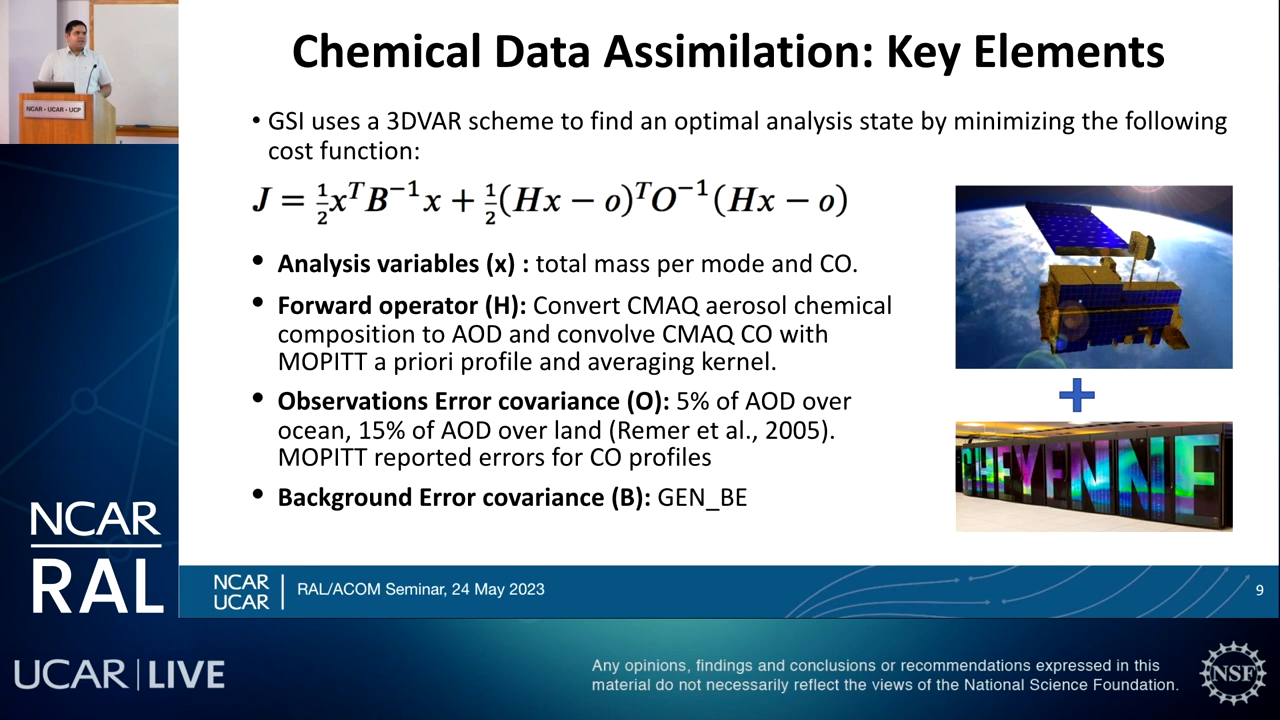 NCAR • UCAR • UCP
Chemical Data Assimilation: Key Elements
• GSI uses a 3DVAR scheme to find an optimal analysis state by minimizing the following
cost function:
J = ½xᵀB⁻¹x + ½(Hx − o)ᵀO⁻¹(Hx − o)
• Analysis variables (x) : total mass per mode and CO.
• Forward operator (H): Convert CMAQ aerosol chemical
composition to AOD and convolve CMAQ CO with
MOPITT a priori profile and averaging kernel.
• Observations Error covariance (O): 5% of AOD over
ocean, 15% of AOD over land (Remer et al., 2005).
MOPITT reported errors for CO profiles
• Background Error covariance (B): GEN_BE
CHEYENNE
NCAR
RAL
NCAR
UCAR
RAL/ACOM Seminar, 24 May 2023
9
UCAR | LIVE
Any opinions, findings and conclusions or recommendations expressed in this
material do not necessarily reflect the views of the National Science Foundation.
NSF